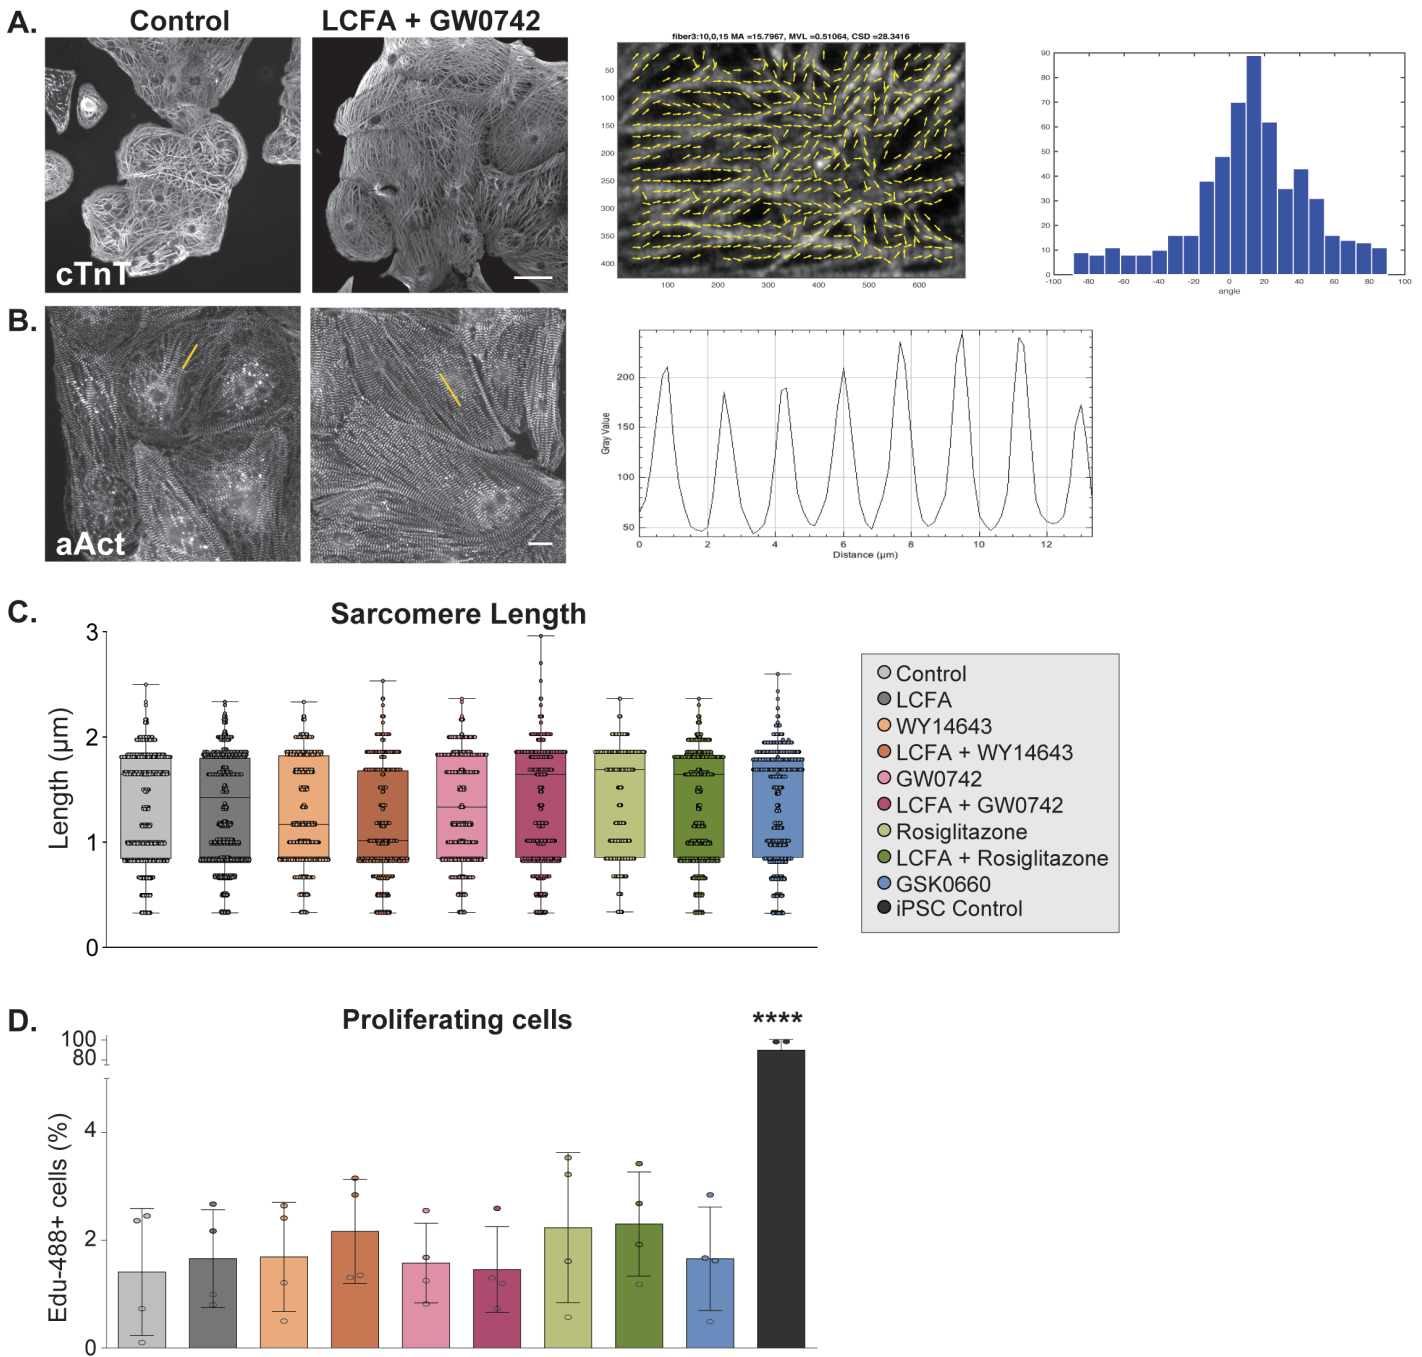 A.
Control
LCFA + GW0742
cTnT
fiber3:10,0,15 MA =15.7967, MVL =0.51064, CSD =28.3416
50
100
150
200
250
300
350
400
100 200 300 400 500 600
90
80
70
60
50
40
30
20
10
0
-100 -80 -60 -40 -20 0 20 40 60 80 100
angle
B.
aAct
Gray Value
200
150
100
50
0 2 4 6 8 10 12
Distance (µm)
C.
Sarcomere Length
Length (µm)
3
2
1
0
Control
LCFA
WY14643
LCFA + WY14643
GW0742
LCFA + GW0742
Rosiglitazone
LCFA + Rosiglitazone
GSK0660
iPSC Control
D.
Proliferating cells
****
Edu-488+ cells (%)
100
80
4
2
0